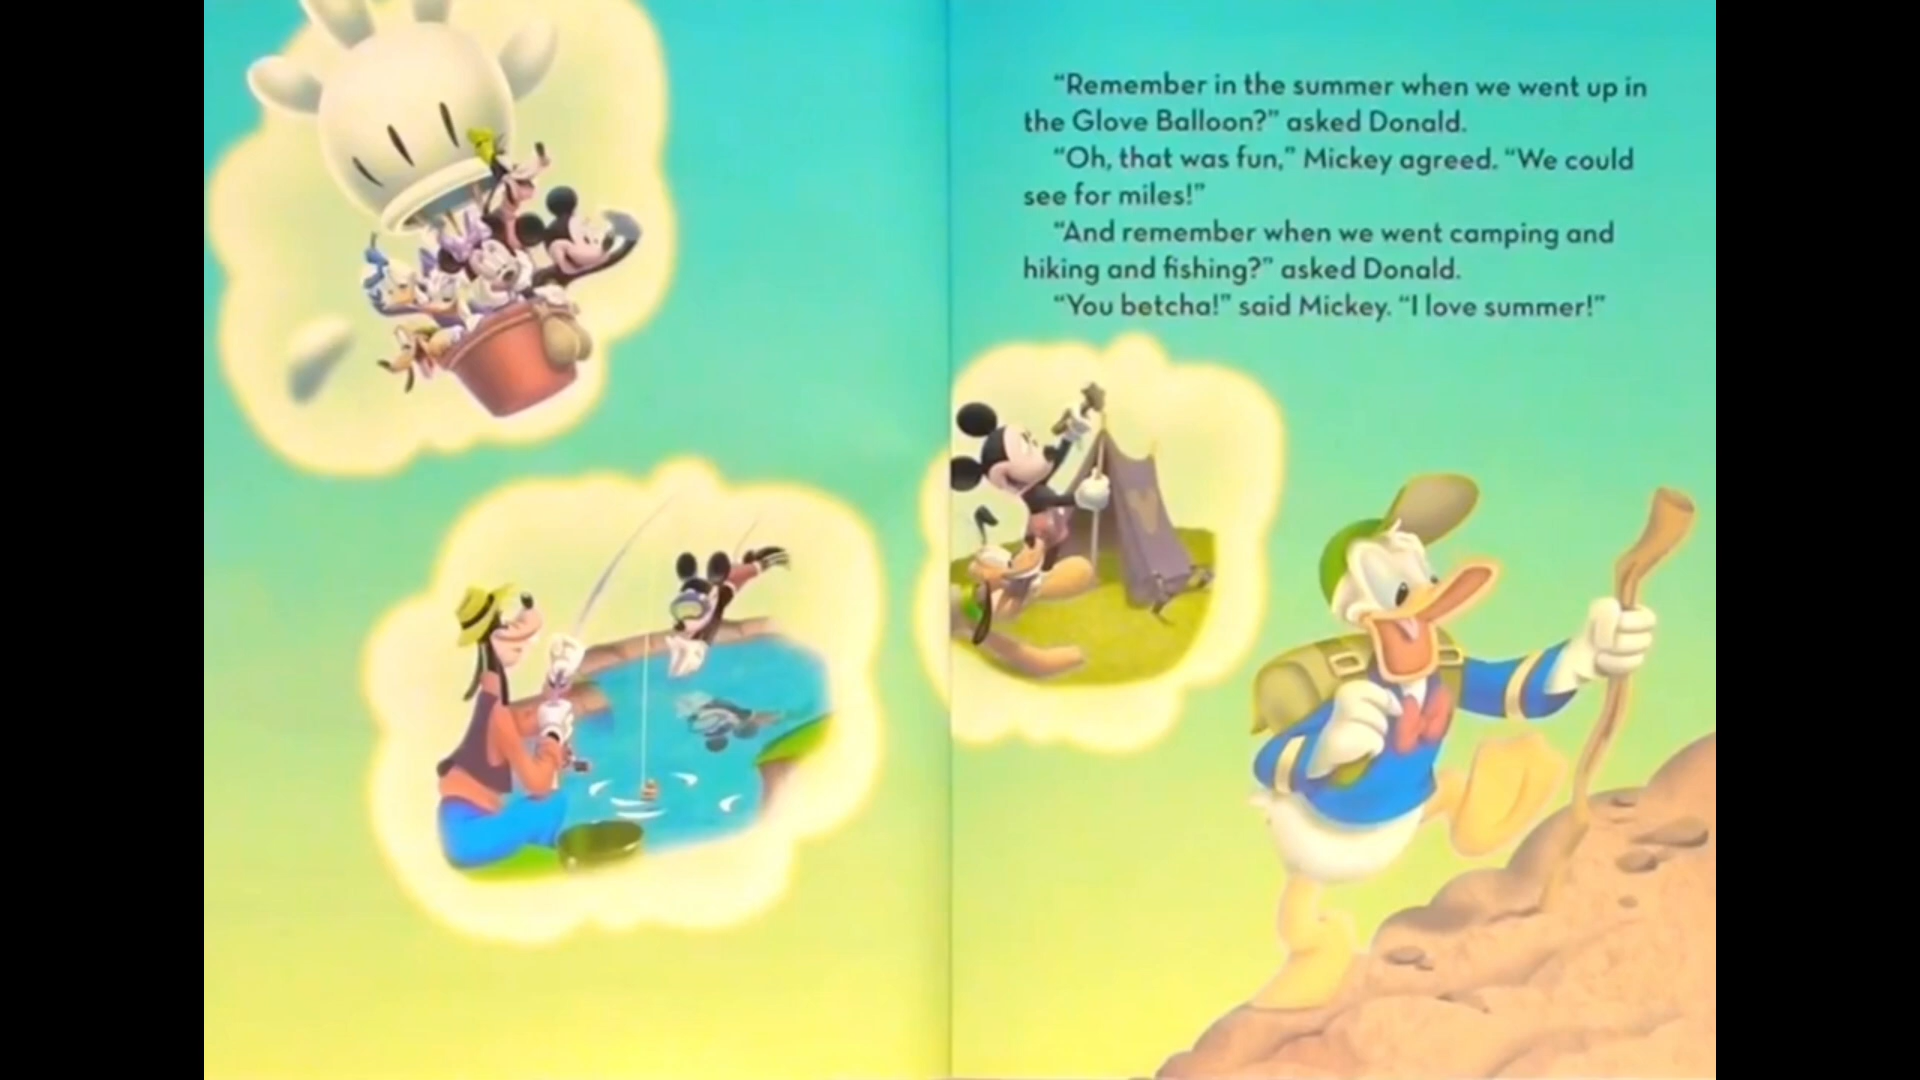 “Remember in the summer when we went up in
the Glove Balloon?” asked Donald.
“Oh, that was fun,” Mickey agreed. “We could
see for miles!”
“And remember when we went camping and
hiking and fishing?” asked Donald.
“You betcha!” said Mickey. “I love summer!”